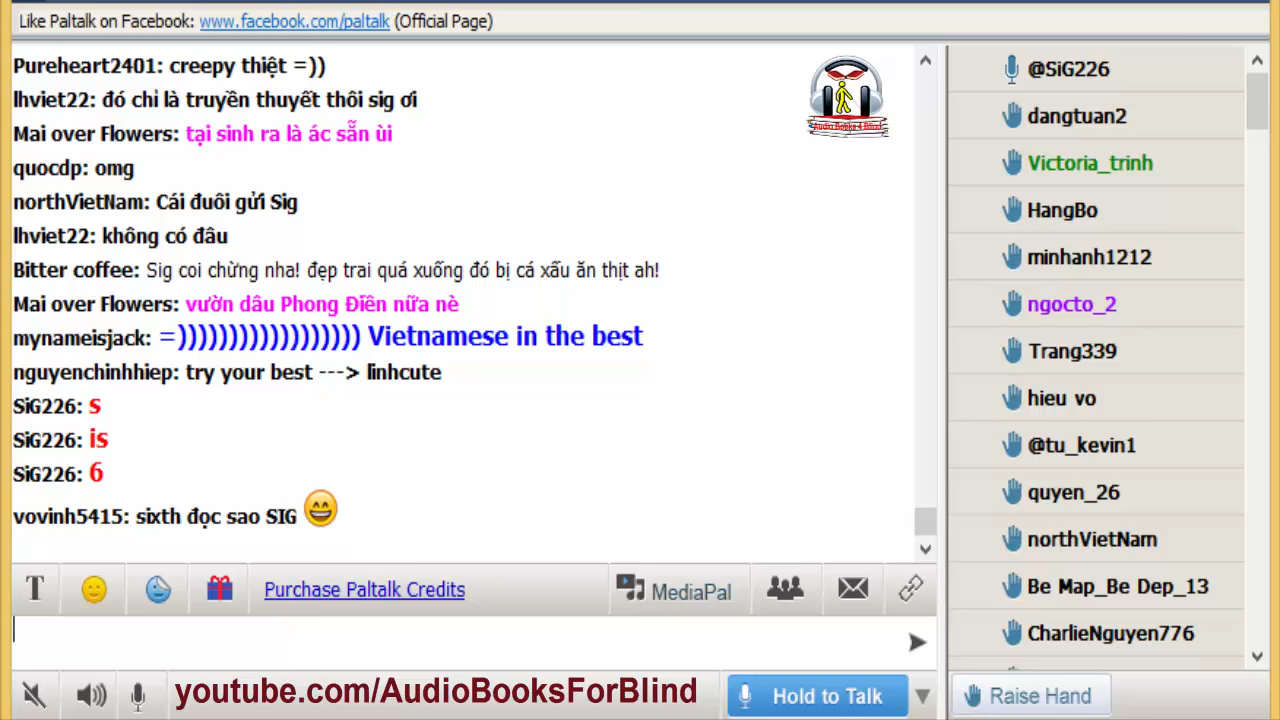 Like Paltalk on Facebook: www.facebook.com/paltalk (Official Page)
Pureheart2401: creepy thiệt =))
lhviet22: đó chỉ là truyền thuyết thôi sig ơi
Mai over Flowers: tại sinh ra là ác sẵn ùi
quocdp: omg
northVietNam: Cái đuôi gửi Sig
lhviet22: không có đâu
Bitter coffee: Sig coi chừng nha! đẹp trai quá xuống đó bị cá xấu ăn thịt ah!
Mai over Flowers: vườn dâu Phong Điền nữa nè
mynameisjack: =)))))))))))))))))) Vietnamese in the best
nguyenchinhhiep: try your best ---> linhcute
SiG226: s
SiG226: is
SiG226: 6
vovinh5415: sixth đọc sao SIG
Audio Books 4 Blind
@SiG226
dangtuan2
Victoria_trinh
HangBo
minhanh1212
ngocto_2
Trang339
hieu vo
@tu_kevin1
quyen_26
northVietNam
Be Map_Be Dep_13
CharlieNguyen776
T
Purchase Paltalk Credits
MediaPal
youtube.com/AudioBooksForBlind
Hold to Talk
Raise Hand